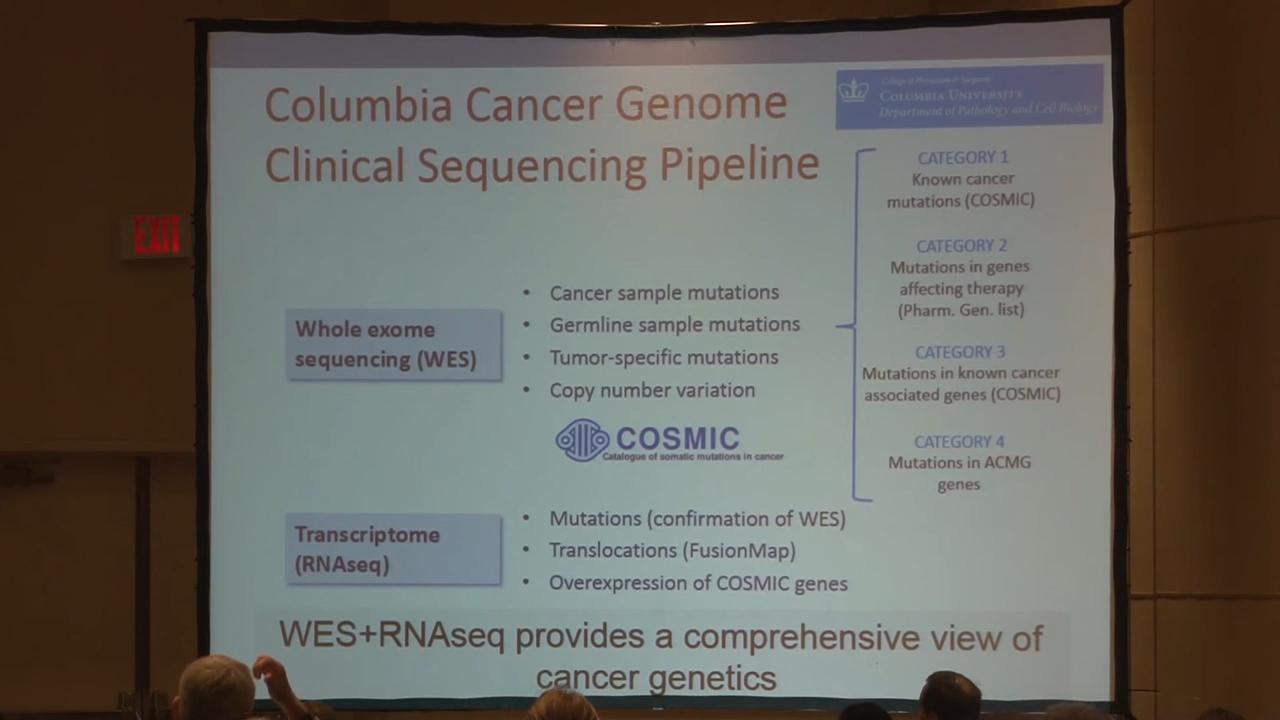 Columbia Cancer Genome
Clinical Sequencing Pipeline
College of Physicians & Surgeons
COLUMBIA UNIVERSITY
Department of Pathology and Cell Biology
EXIT
Whole exome
sequencing (WES)
• Cancer sample mutations
• Germline sample mutations
• Tumor-specific mutations
• Copy number variation
COSMIC
Catalogue of somatic mutations in cancer
CATEGORY 1
Known cancer
mutations (COSMIC)
CATEGORY 2
Mutations in genes
affecting therapy
(Pharm. Gen. list)
CATEGORY 3
Mutations in known cancer
associated genes (COSMIC)
CATEGORY 4
Mutations in ACMG
genes
Transcriptome
(RNAseq)
• Mutations (confirmation of WES)
• Translocations (FusionMap)
• Overexpression of COSMIC genes
WES+RNAseq provides a comprehensive view of
cancer genetics